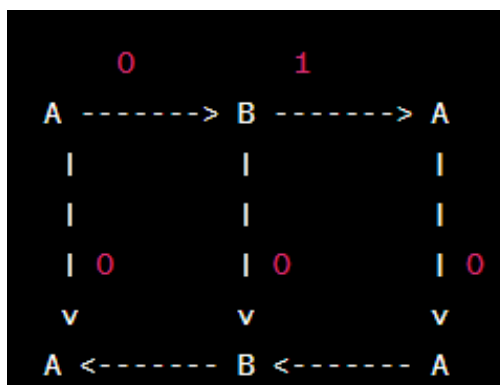 0 1
A -------> B -------> A
| | |
| | |
| 0 | 0 | 0
v v v
A <------- B <------- A